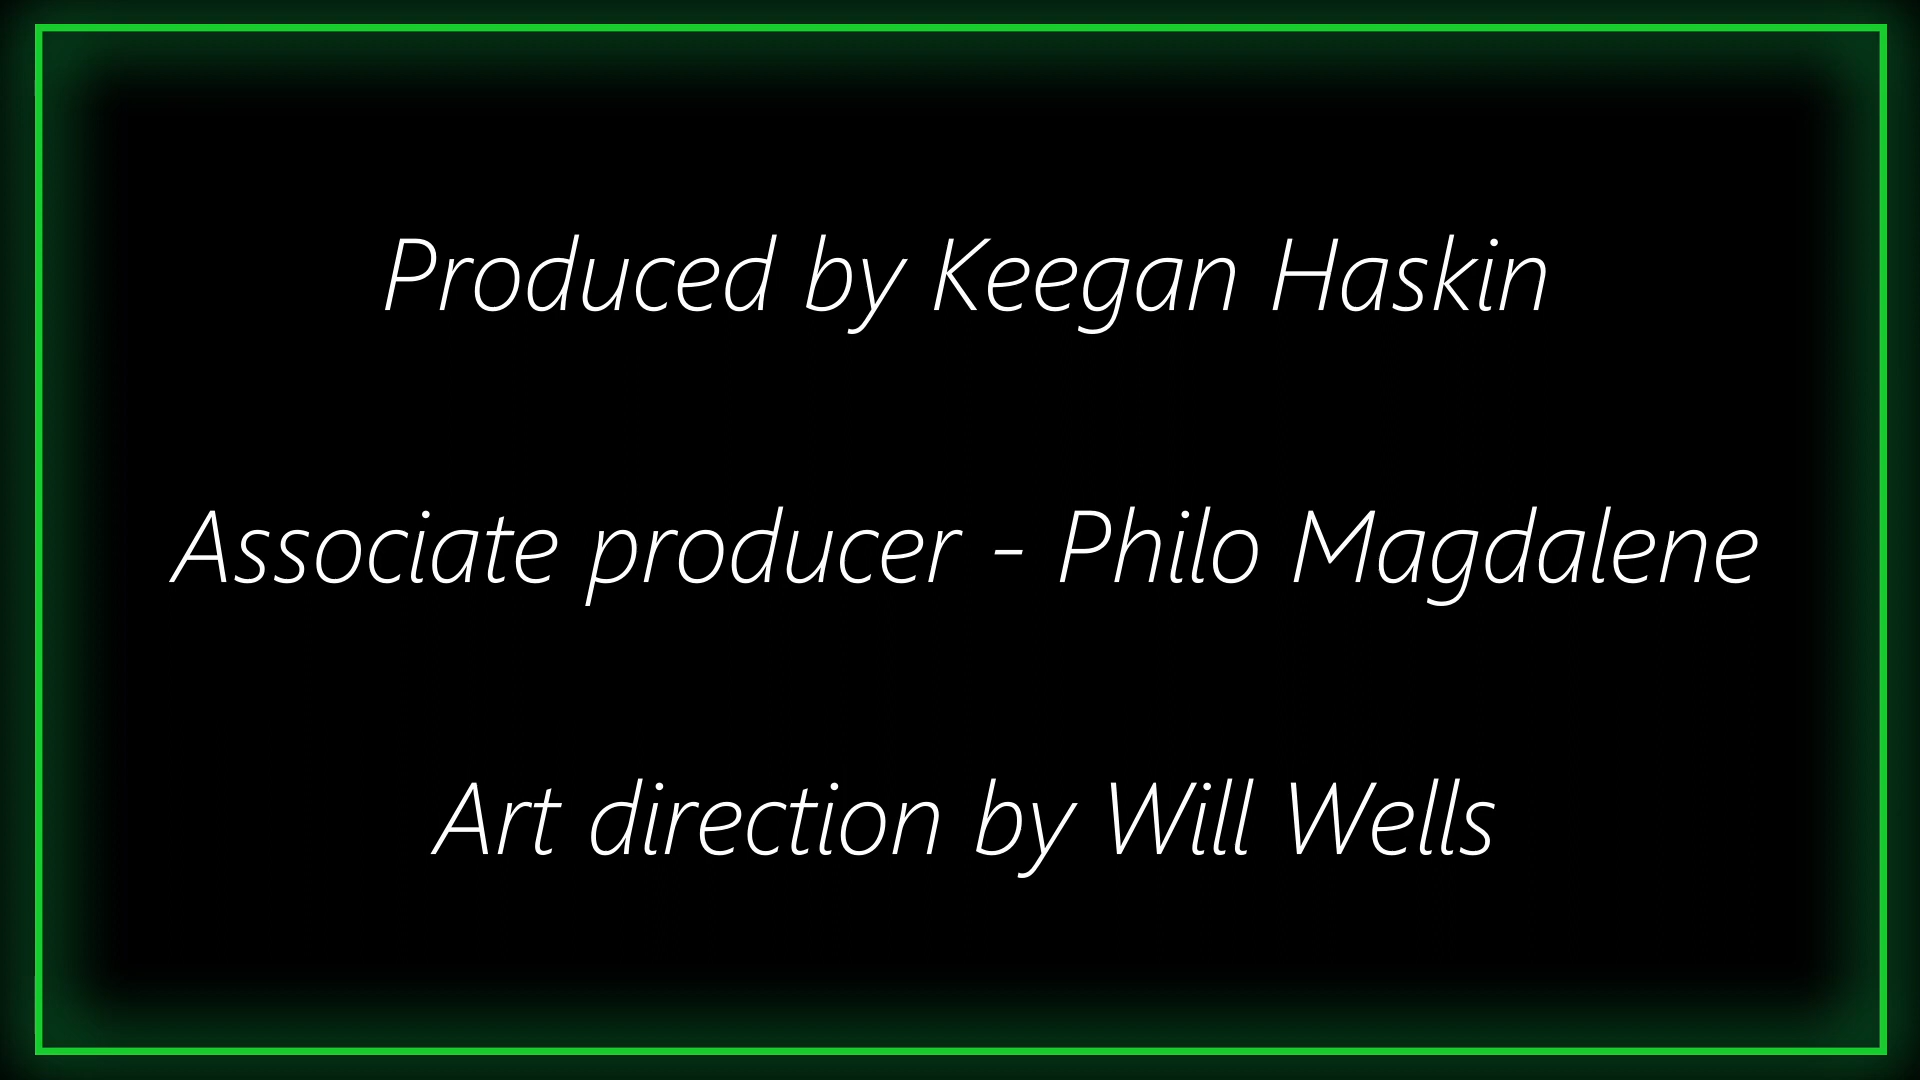 Produced by Keegan Haskin
Associate producer - Philo Magdalene
Art direction by Will Wells